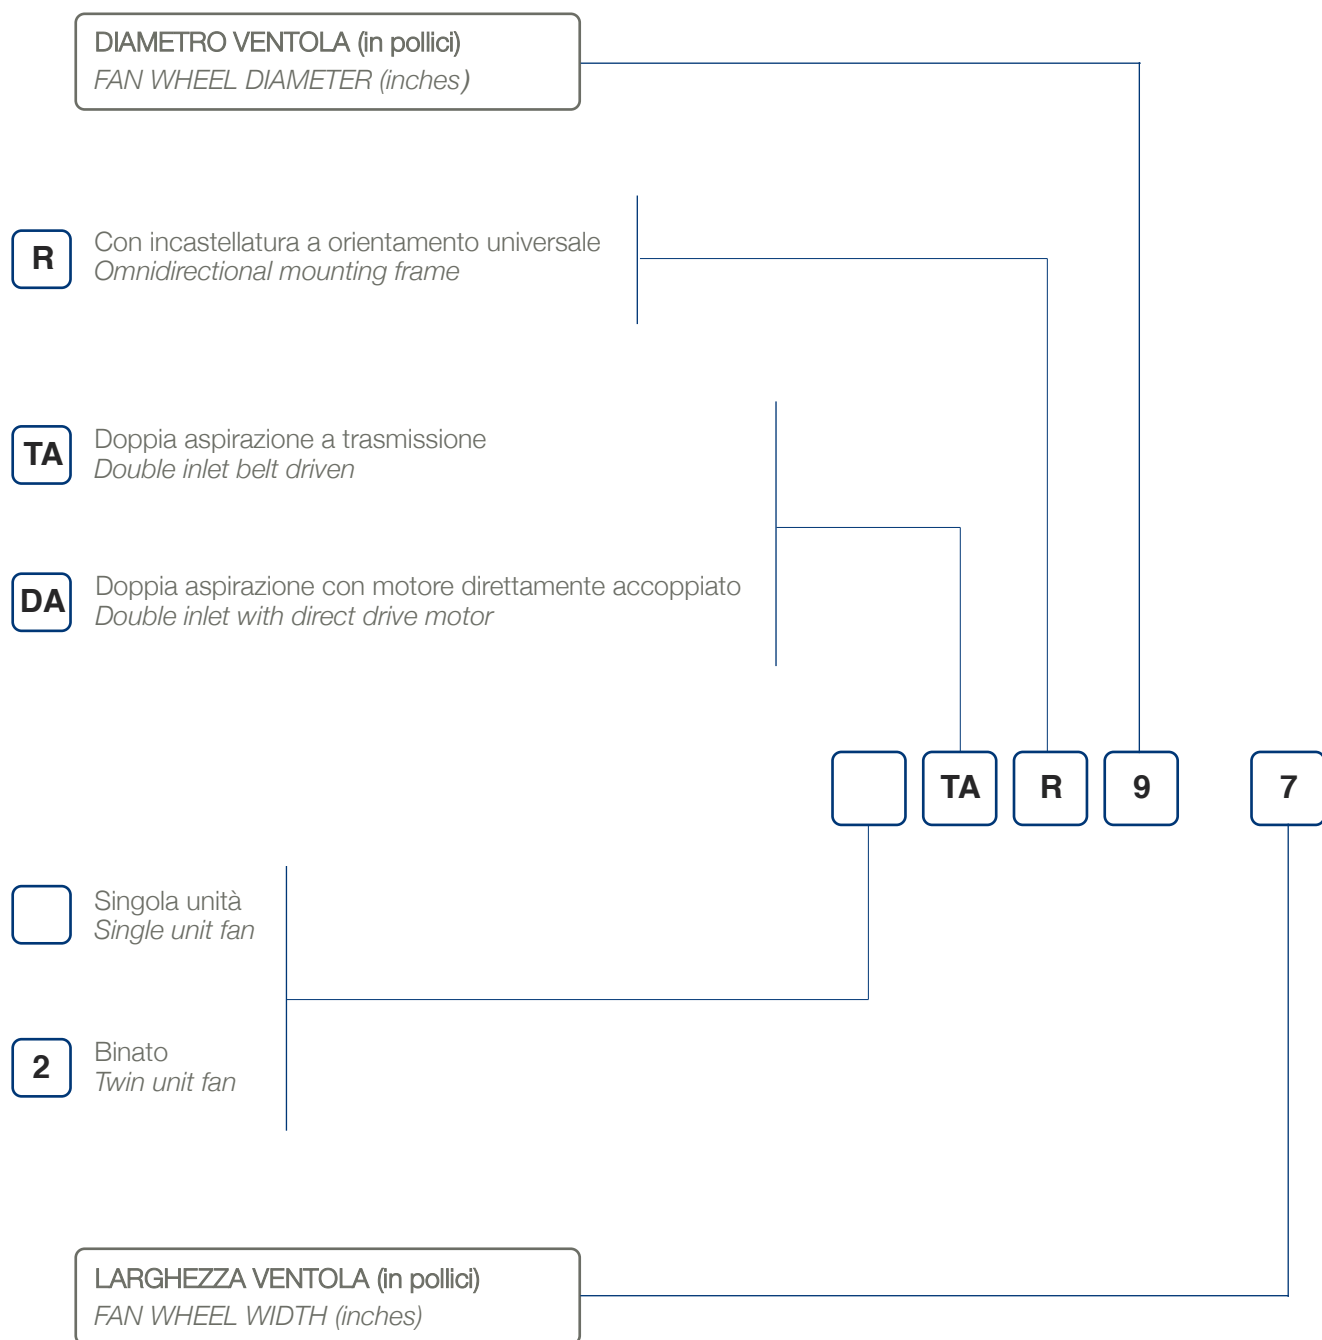 DIAMETRO VENTOLA (in pollici)
FAN WHEEL DIAMETER (inches)
R
Con incastellatura a orientamento universale
Omnidirectional mounting frame
TA
Doppia aspirazione a trasmissione
Double inlet belt driven
DA
Doppia aspirazione con motore direttamente accoppiato
Double inlet with direct drive motor
TA R 9 7
Singola unità
Single unit fan
2
Binato
Twin unit fan
LARGHEZZA VENTOLA (in pollici)
FAN WHEEL WIDTH (inches)